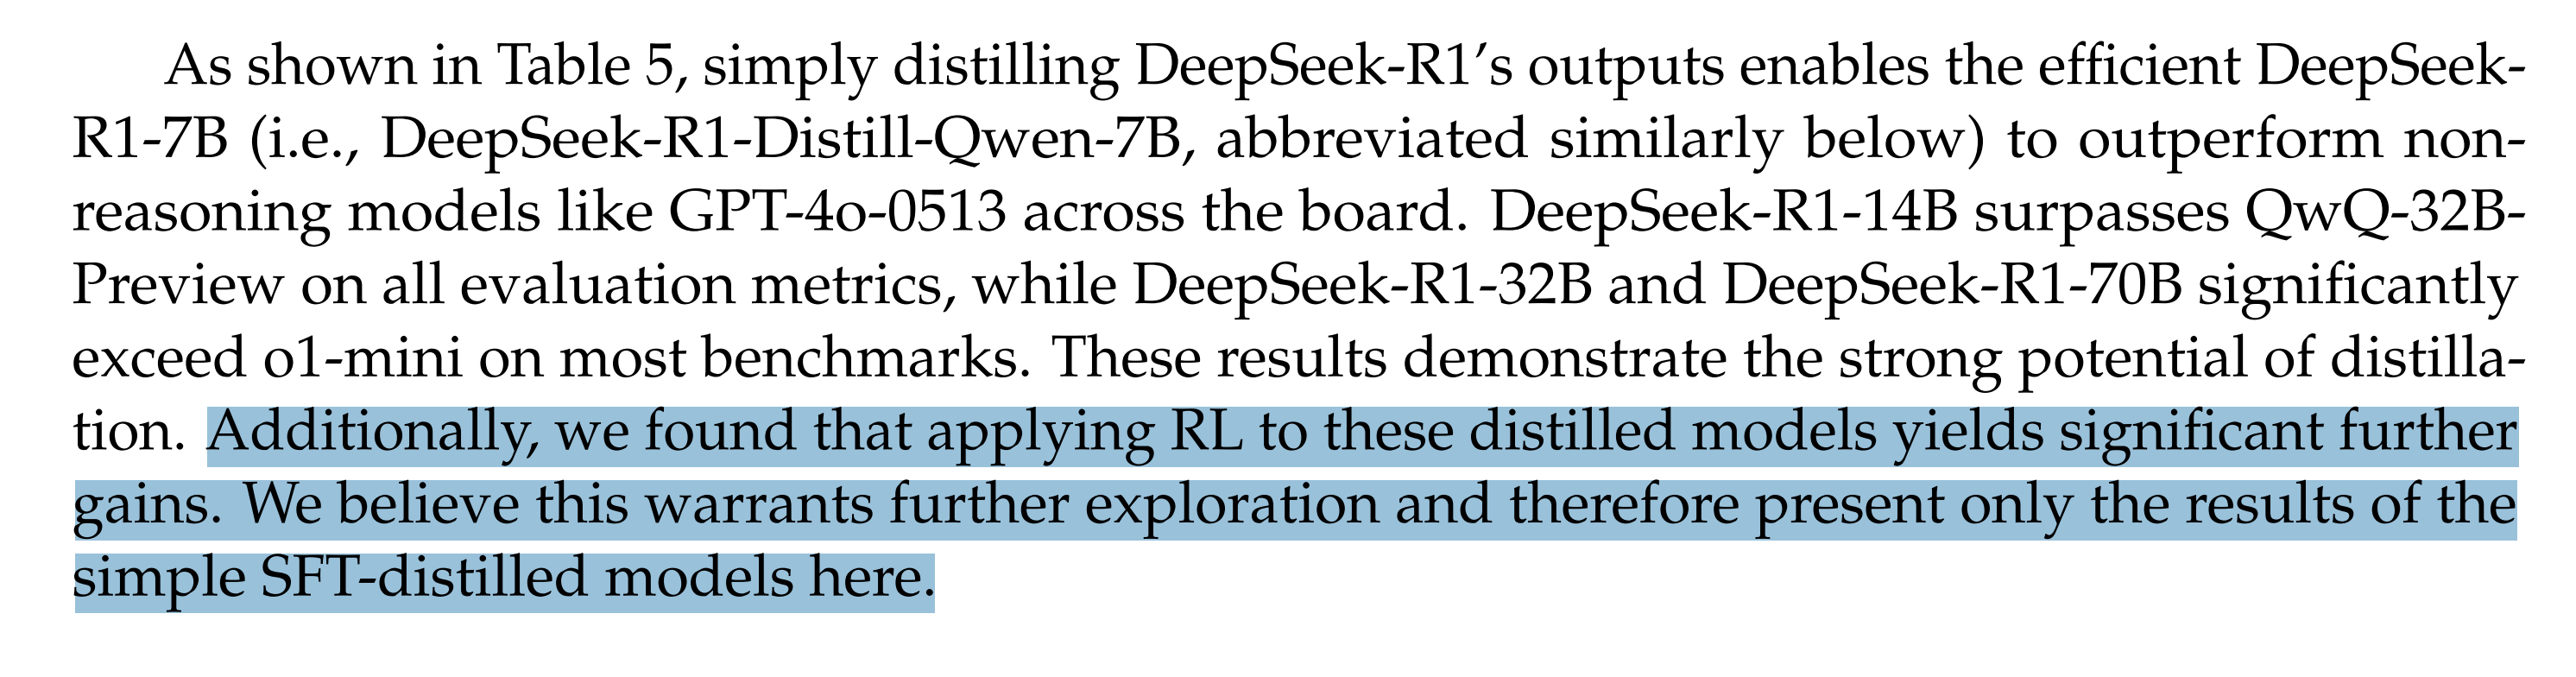 As shown in Table 5, simply distilling DeepSeek-R1’s outputs enables the efficient DeepSeek-
R1-7B (i.e., DeepSeek-R1-Distill-Qwen-7B, abbreviated similarly below) to outperform non-
reasoning models like GPT-4o-0513 across the board. DeepSeek-R1-14B surpasses QwQ-32B-
Preview on all evaluation metrics, while DeepSeek-R1-32B and DeepSeek-R1-70B significantly
exceed o1-mini on most benchmarks. These results demonstrate the strong potential of distilla-
tion. Additionally, we found that applying RL to these distilled models yields significant further
gains. We believe this warrants further exploration and therefore present only the results of the
simple SFT-distilled models here.